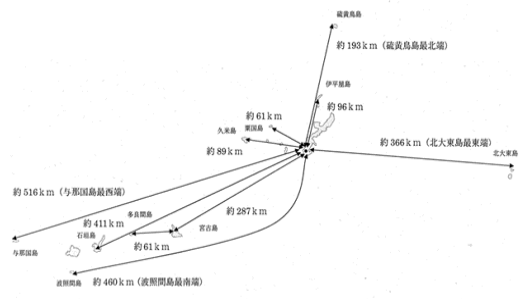 硫黄鳥島
約193km（硫黄鳥島最北端）
伊平屋島
約96km
約61km
粟国島
久米島
約89km
約366km（北大東島最東端）
北大東島
約516km（与那国島最西端）
約287km
多良間島
約411km
石垣島
宮古島
約61km
与那国島
約460km（波照間島最南端）
波照間島